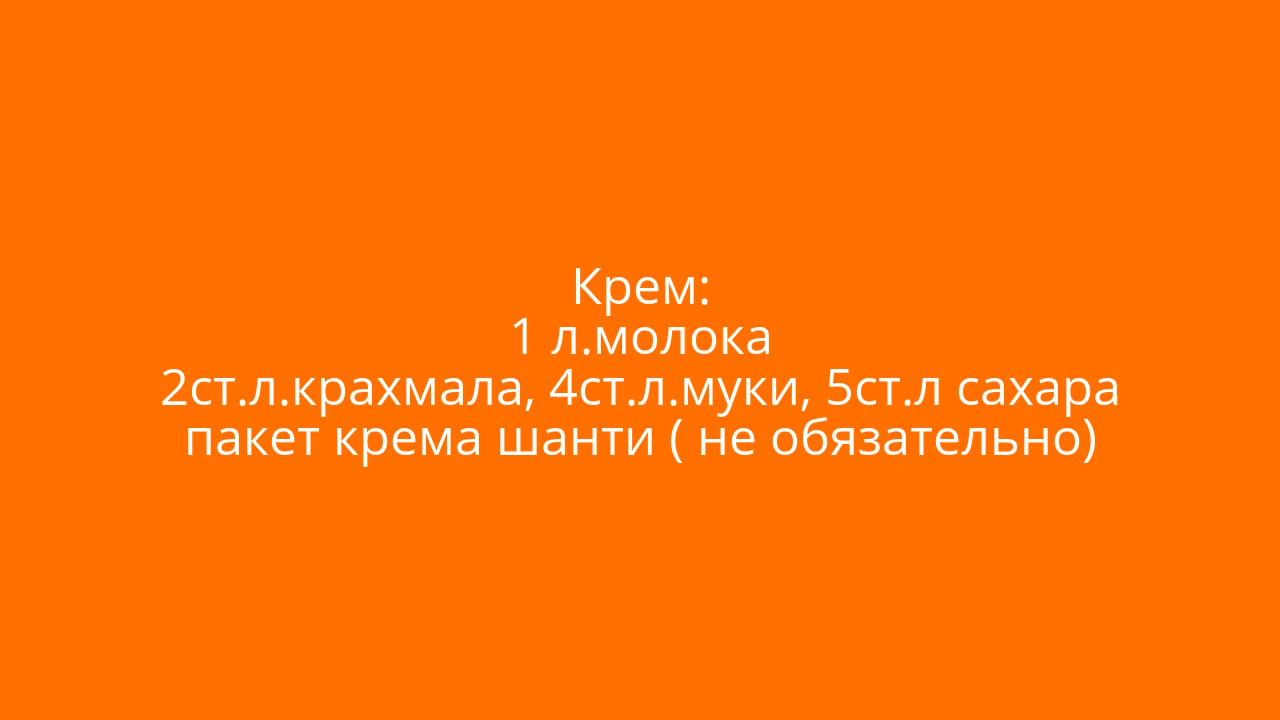 Крем:
1 л.молока
2ст.л.крахмала, 4ст.л.муки, 5ст.л сахара
пакет крема шанти ( не обязательно)